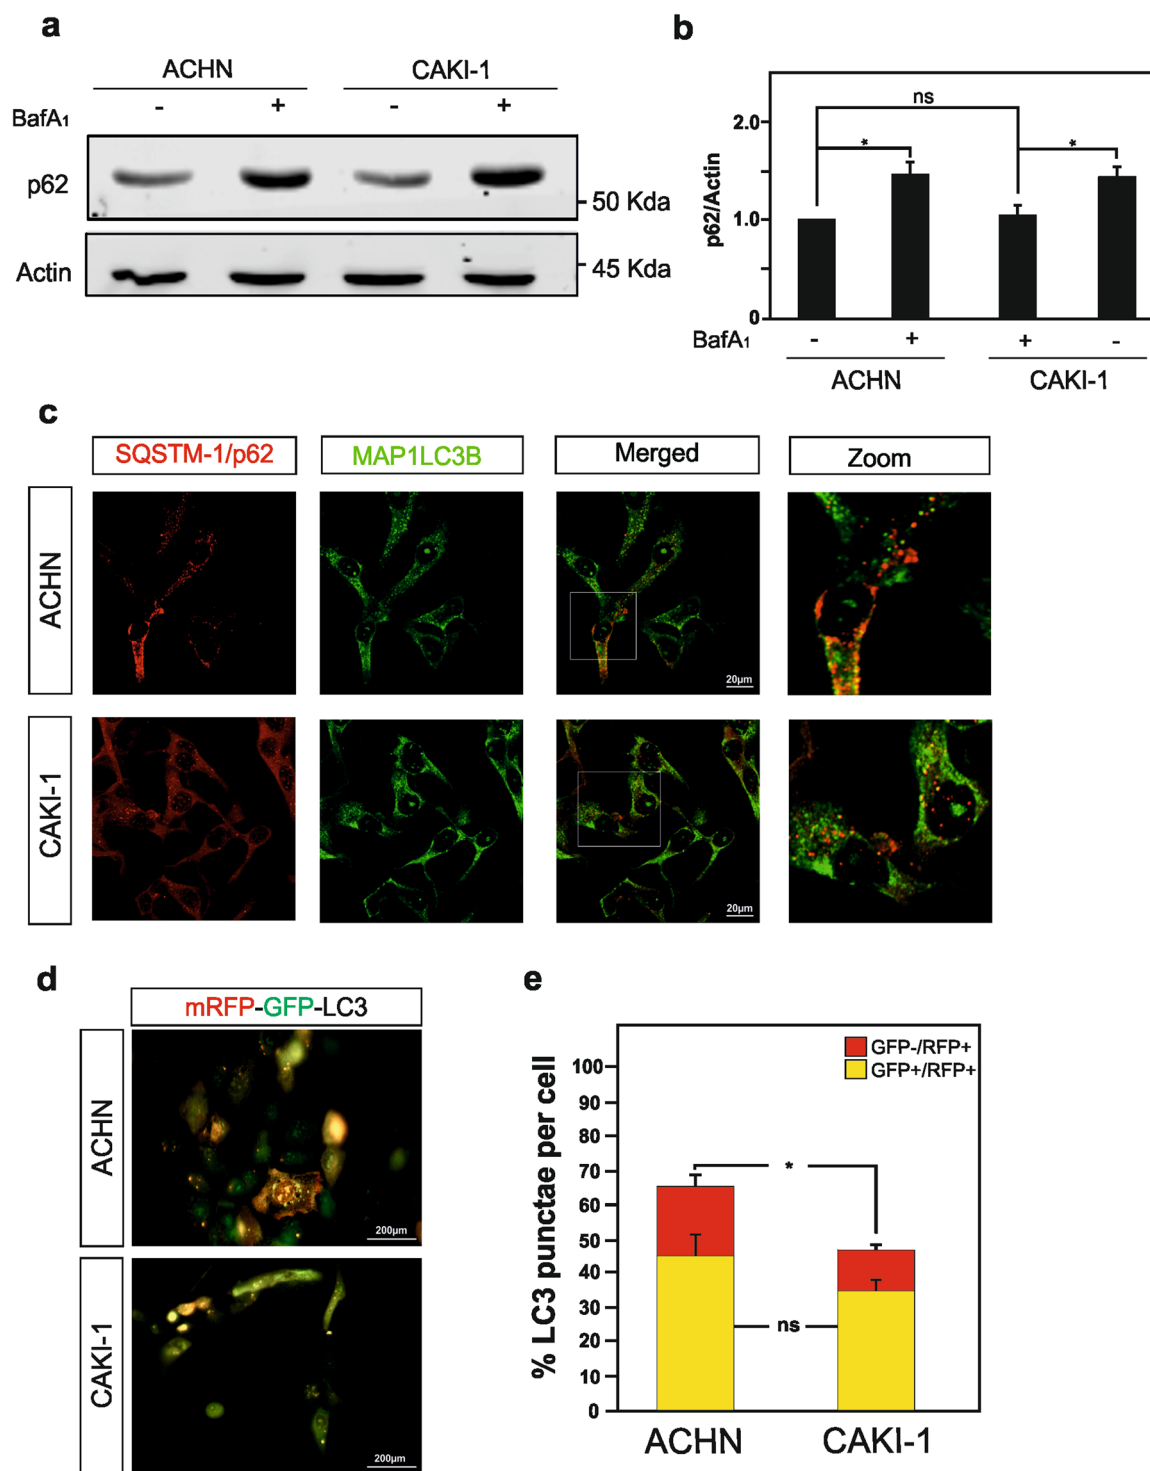 a
ACHN CAKI-1
BafA1 - + - +
p62
50 Kda
Actin
45 Kda
b
p62/Actin
2.0
1.0
0
ns
*
*
BafA1 - + + -
ACHN CAKI-1
c
SQSTM-1/p62 MAP1LC3B Merged Zoom
ACHN
20µm
CAKI-1
20µm
d
mRFP-GFP-LC3
ACHN
200µm
CAKI-1
200µm
e
% LC3 punctae per cell
GFP-/RFP+
GFP+/RFP+
100
90
80
70
60
50
40
30
20
10
0
*
ns
ACHN CAKI-1